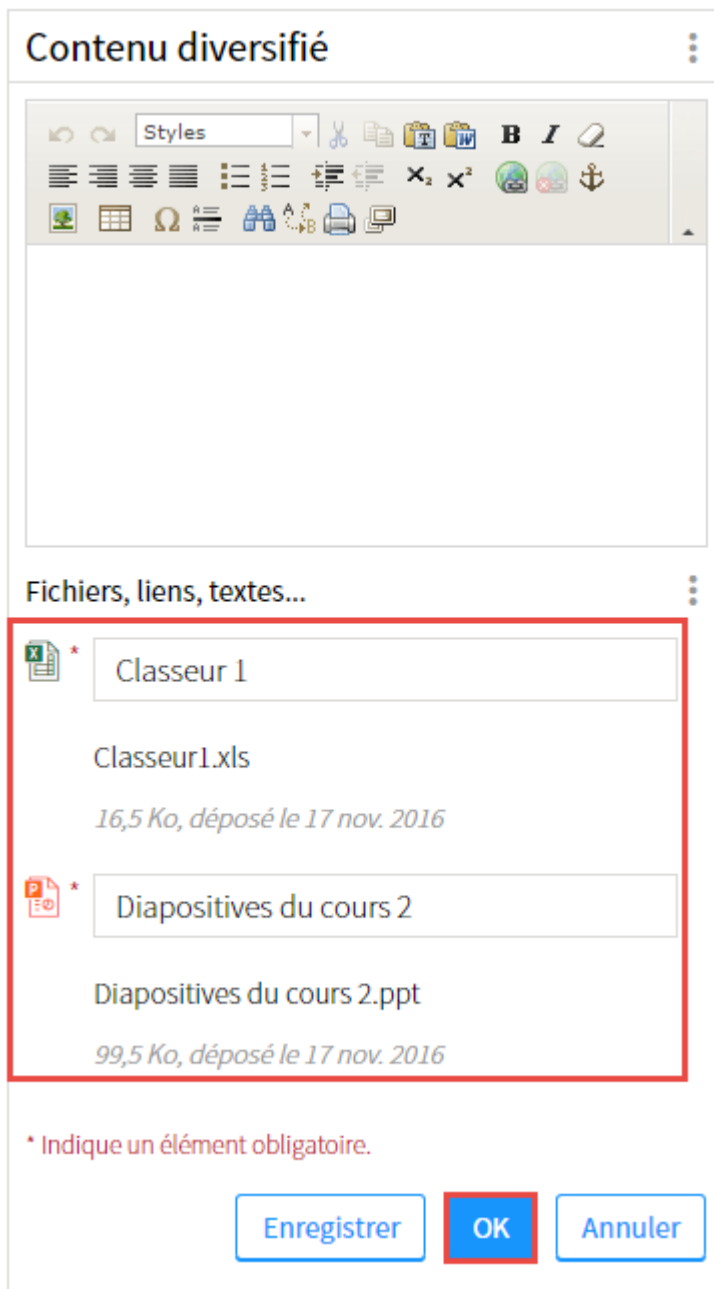 Contenu diversifié
Styles
Fichiers, liens, textes...
* Classeur 1
Classeur1.xls
16,5 Ko, déposé le 17 nov. 2016
* Diapositives du cours 2
Diapositives du cours 2.ppt
99,5 Ko, déposé le 17 nov. 2016
* Indique un élément obligatoire.
Enregistrer OK Annuler